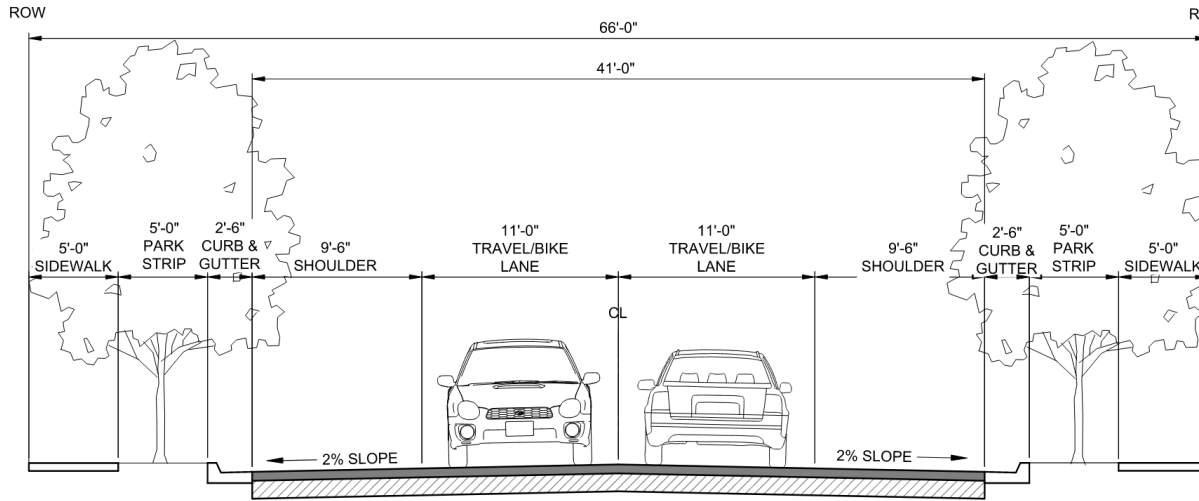 ROW
R
66'-0"
41'-0"
5'-0"
SIDEWALK
5'-0"
PARK
STRIP
2'-6"
CURB &
GUTTER
9'-6"
SHOULDER
11'-0"
TRAVEL/BIKE
LANE
11'-0"
TRAVEL/BIKE
LANE
9'-6"
SHOULDER
2'-6"
CURB &
GUTTER
5'-0"
PARK
STRIP
5'-0"
SIDEWALK
CL
2% SLOPE
2% SLOPE